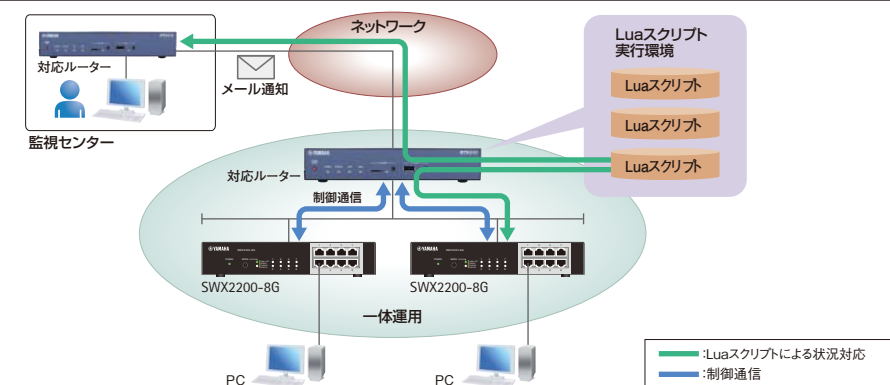 ネットワーク
Luaスクリプト
実行環境
対応ルーター
メール通知
Luaスクリプト
Luaスクリプト
Luaスクリプト
監視センター
対応ルーター
YAMAHA
制御通信
YAMAHA
YAMAHA
SWX2200-8G
SWX2200-8G
一体運用
PC
PC
:Luaスクリプトによる状況対応
:制御通信